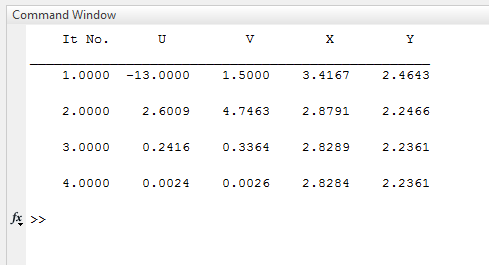 Command Window
It No. U V X Y
1.0000 -13.0000 1.5000 3.4167 2.4643
2.0000 2.6009 4.7463 2.8791 2.2466
3.0000 0.2416 0.3364 2.8289 2.2361
4.0000 0.0024 0.0026 2.8284 2.2361
fx >>